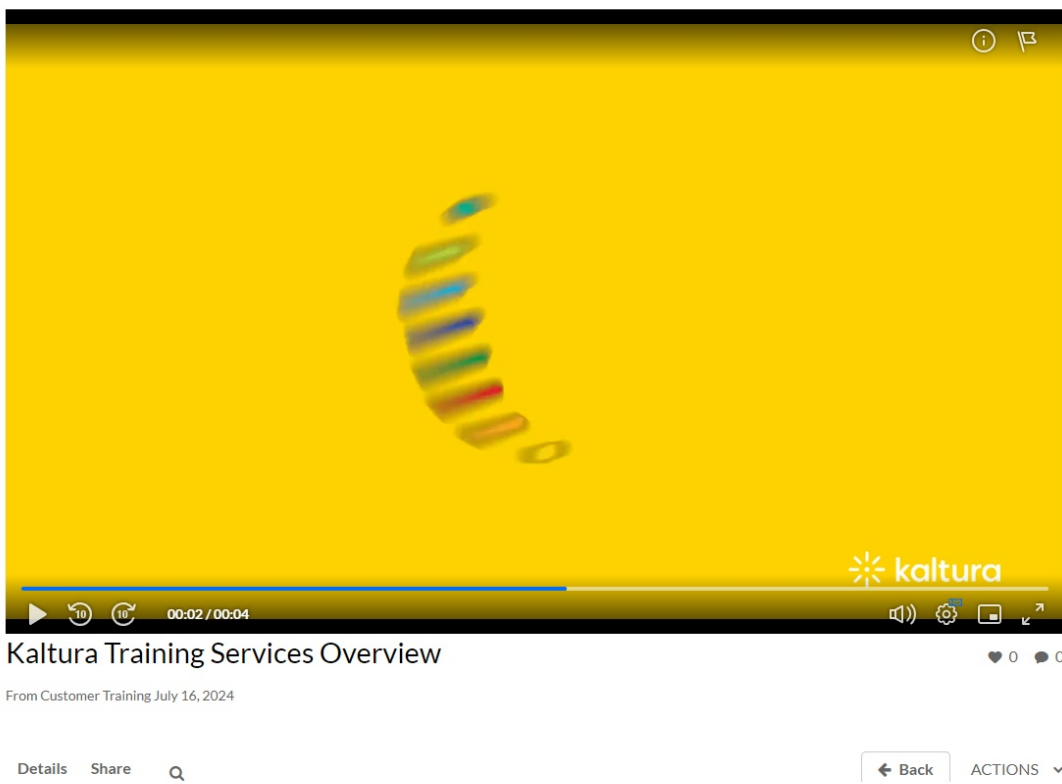 kaltura
10 10 00:02 / 00:04
Kaltura Training Services Overview
0 0
From Customer Training July 16, 2024
Details Share
Back ACTIONS